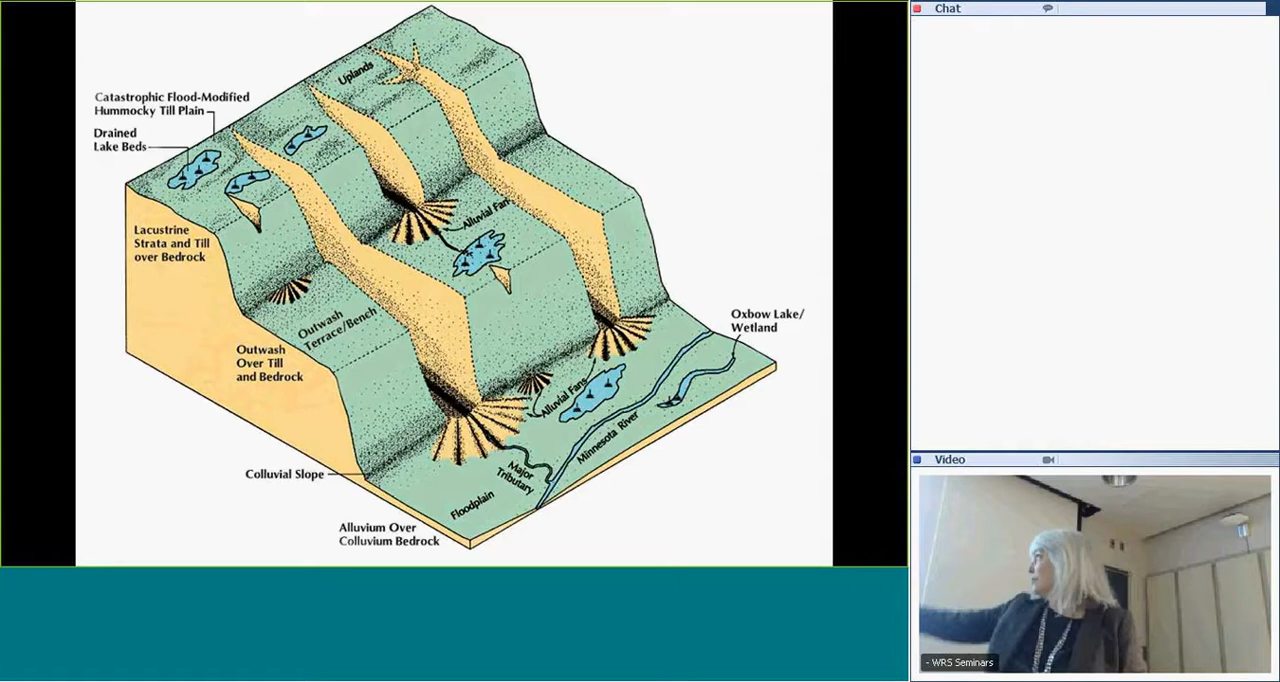 Chat
Uplands
Catastrophic Flood-Modified
Hummocky Till Plain
Drained
Lake Beds
Lacustrine
Strata and Till
over Bedrock
Alluvial Fan
Outwash
Terrace/Bench
Outwash
Over Till
and Bedrock
Oxbow Lake/
Wetland
Alluvial Fans
Minnesota River
Major
Tributary
Colluvial Slope
Floodplain
Alluvium Over
Colluvium Bedrock
Video
- WRS Seminars